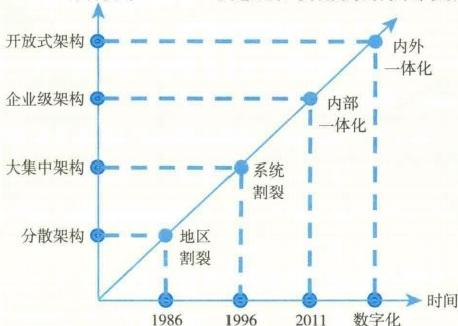 开放式架构
内外
一体化
企业级架构
内部
一体化
大集中架构
系统
割裂
分散架构
地区
割裂
时间
1986
1996
2011
数字化